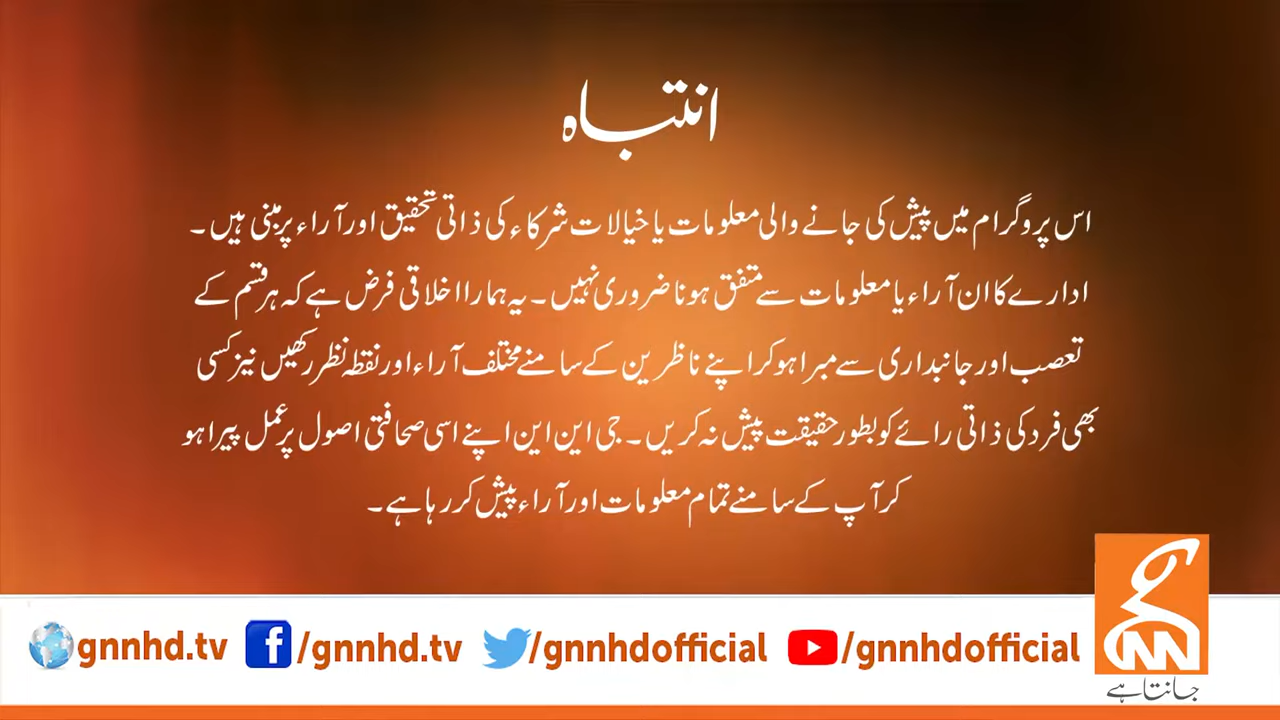 انتباہ
اس پروگرام میں پیش کی جانے والی معلومات یا خیالات شرکاء کی ذاتی تحقیق اور آراء پر مبنی ہیں۔
ادارے کا ان آراء یا معلومات سے متفق ہونا ضروری نہیں۔ یہ ہمارا اخلاقی فرض ہے کہ ہر قسم کے
تعصب اور جانبداری سے مبرا ہو کر اپنے ناظرین کے سامنے مختلف آراء اور نقطہ نظر رکھیں نیز کسی
بھی فرد کی ذاتی رائے کو بطور حقیقت پیش نہ کریں۔ جی این این اپنے اسی صحافتی اصول پر عمل پیرا ہو
کر آپ کے سامنے تمام معلومات اور آراء پیش کر رہا ہے۔
gnnhd.tv /gnnhd.tv /gnnhdofficial /gnnhdofficial
GNN
جانتا ہے